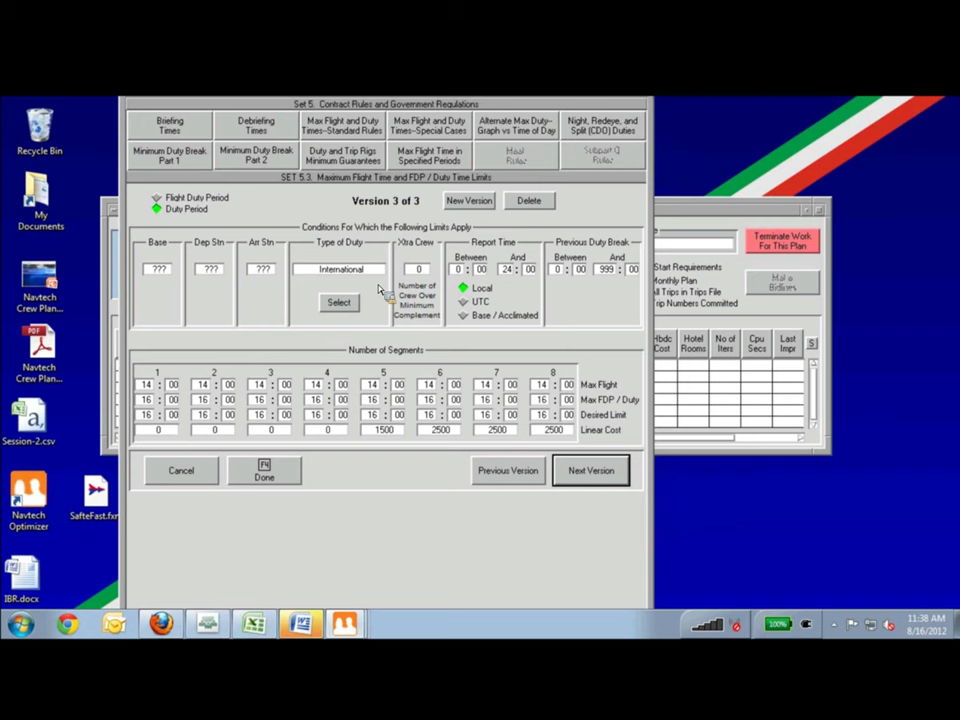 Set 5. Contract Rules and Government Regulations
Briefing Times
Debriefing Times
Max Flight and Duty Times--Standard Rules
Max Flight and Duty Times--Special Cases
Alternate Max Duty--Graph vs Time of Day
Night, Redeye, and Split (CDO) Duties
Minimum Duty Break Part 1
Minimum Duty Break Part 2
Duty and Trip Rigs Minimum Guarantees
Max Flight Time in Specified Periods
Meal Rules
Subpart Q Rules
SET 5.3. Maximum Flight Time and FDP / Duty Time Limits
Flight Duty Period
Duty Period
Version 3 of 3
New Version
Delete
Conditions For Which the Following Limits Apply
Base
Dep Stn
Arr Stn
Type of Duty
Xtra Crew
Report Time
Previous Duty Break
Between And
Between And
??? ??? ??? International 0 0 : 00 24 : 00 0 : 00 999 : 00
Select
Number of Crew Over Minimum Complement
Local
UTC
Base / Acclimated
Number of Segments
1 2 3 4 5 6 7 8
14 : 00 14 : 00 14 : 00 14 : 00 14 : 00 14 : 00 14 : 00 14 : 00 Max Flight
16 : 00 16 : 00 16 : 00 16 : 00 16 : 00 16 : 00 16 : 00 16 : 00 Max FDP / Duty
16 : 00 16 : 00 16 : 00 16 : 00 16 : 00 16 : 00 16 : 00 16 : 00 Desired Limit
0 0 0 0 1500 2500 2500 2500 Linear Cost
Cancel
F4
Done
Previous Version
Next Version
Terminate Work For This Plan
Start Requirements
Monthly Plan
All Trips in Trips File
Trip Numbers Committed
Make Bidlines
Cost
Hotel Rooms
No of Iters
Cpu Secs
Last Impr
S
Recycle Bin
My Documents
Navtech Crew Plan...
Navtech Crew Plan...
Session-2.csv
Navtech Optimizer
SafteFast.fxr
IBR.docx
100%
11:38 AM
8/16/2012